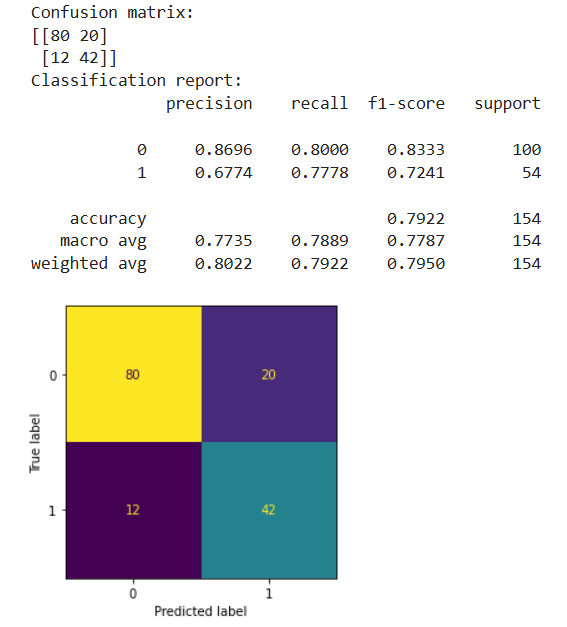 Confusion matrix:
[[80 20]
 [12 42]]
Classification report:
              precision    recall  f1-score   support

           0     0.8696    0.8000    0.8333       100
           1     0.6774    0.7778    0.7241        54

    accuracy                         0.7922       154
   macro avg     0.7735    0.7889    0.7787       154
weighted avg     0.8022    0.7922    0.7950       154

0 80 20
True label
1 12 42
0 1
Predicted label